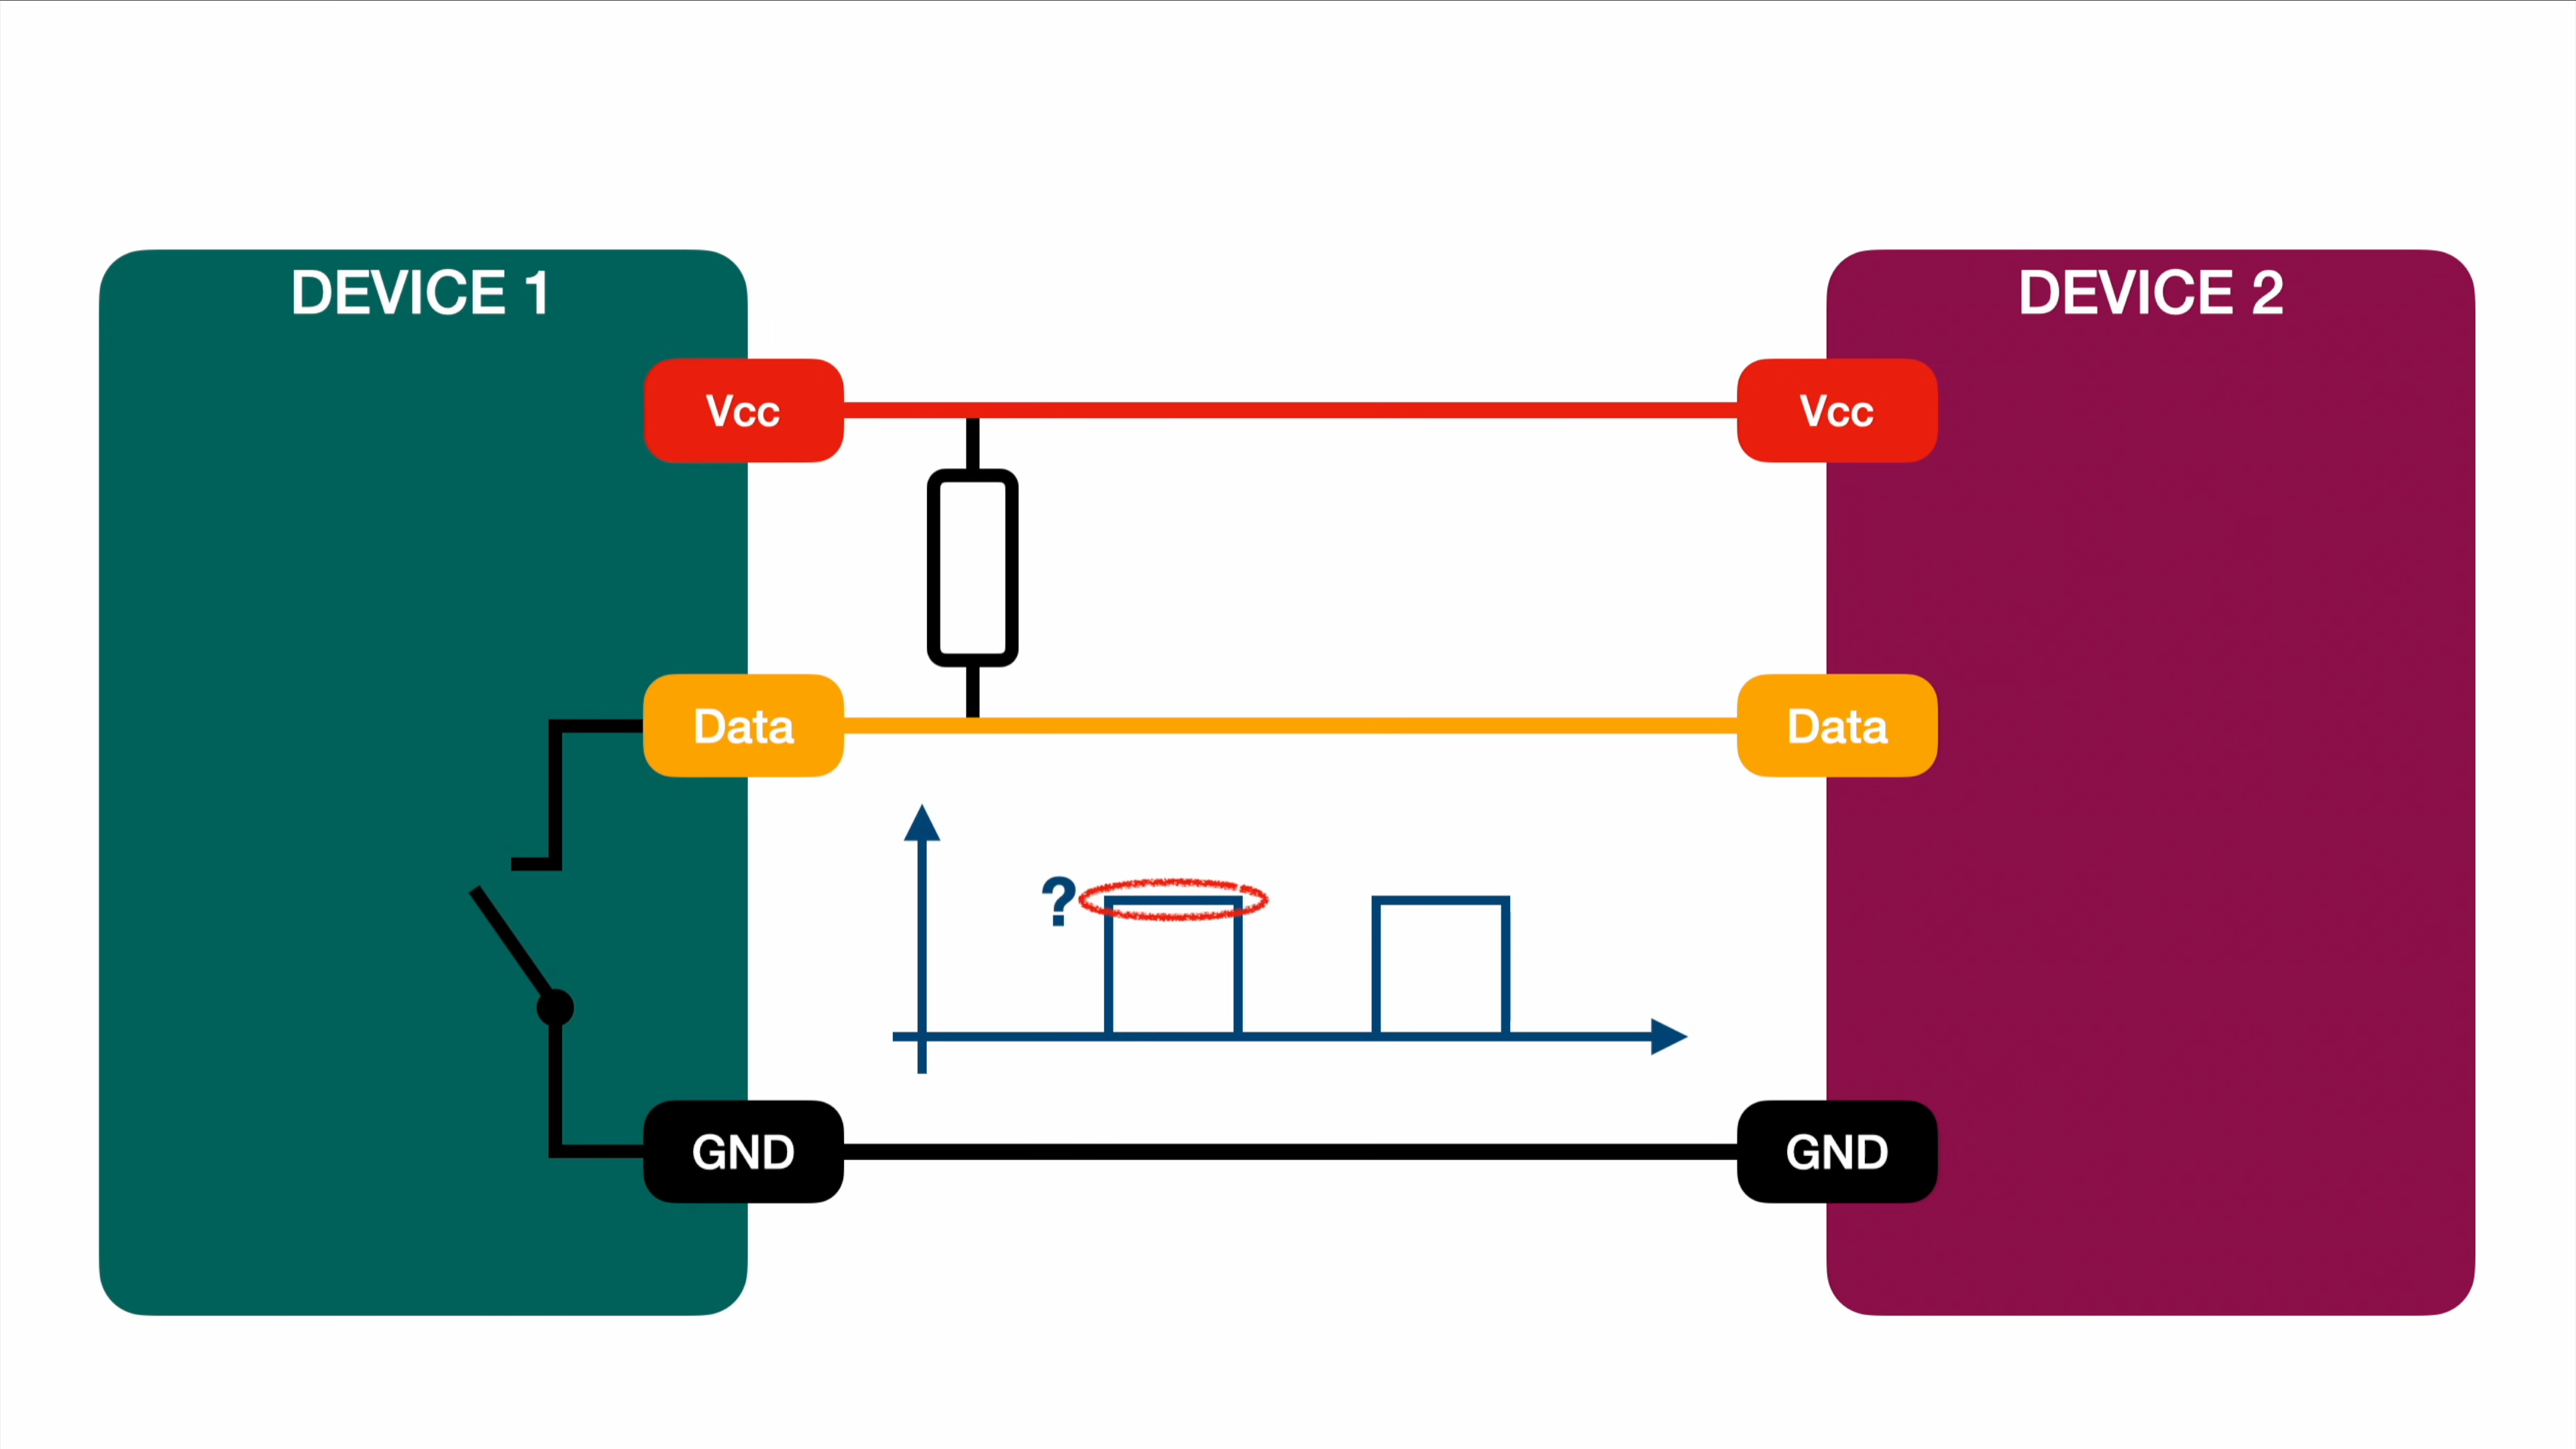 DEVICE 1
DEVICE 2
Vcc
Vcc
Data
Data
?
GND
GND